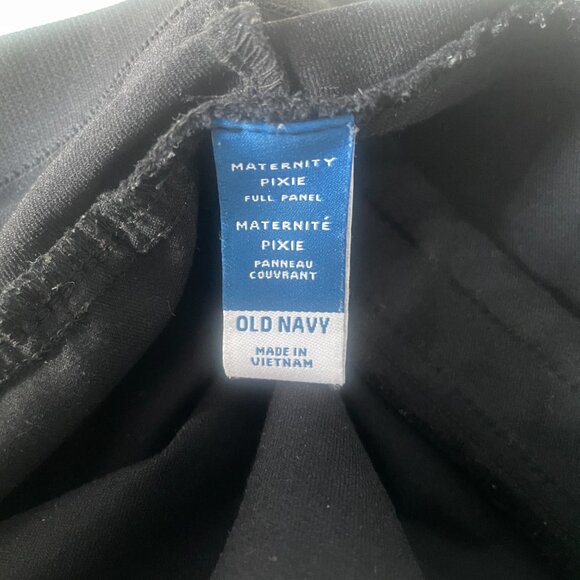 MATERNITY
PIXIE
FULL PANEL
MATERNITÉ
PIXIE
PANNEAU
COUVRANT
OLD NAVY
MADE IN
VIETNAM